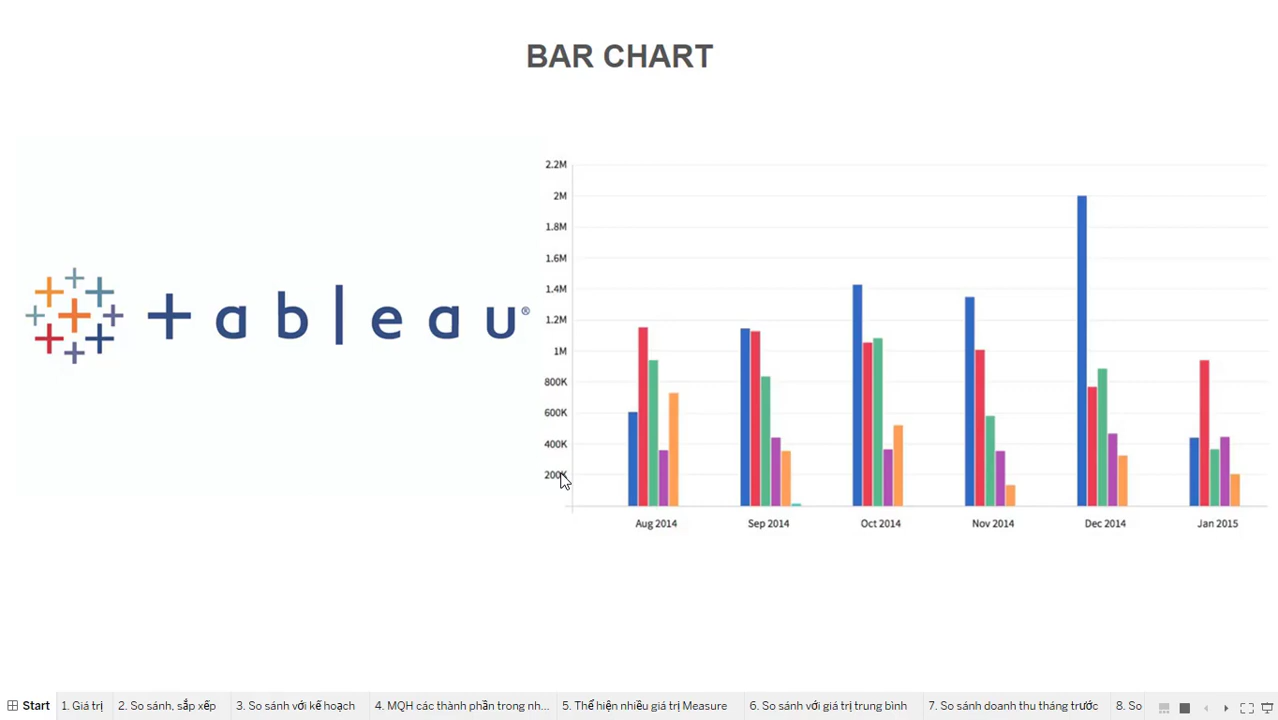 BAR CHART
+ableau®
2.2M
2M
1.8M
1.6M
1.4M
1.2M
1M
800K
600K
400K
200K
Aug 2014 Sep 2014 Oct 2014 Nov 2014 Dec 2014 Jan 2015
Start 1. Giá trị 2. So sánh, sắp xếp 3. So sánh với kế hoạch 4. MQH các thành phần trong nh... 5. Thể hiện nhiều giá trị Measure 6. So sánh với giá trị trung bình 7. So sánh doanh thu tháng trước 8. So